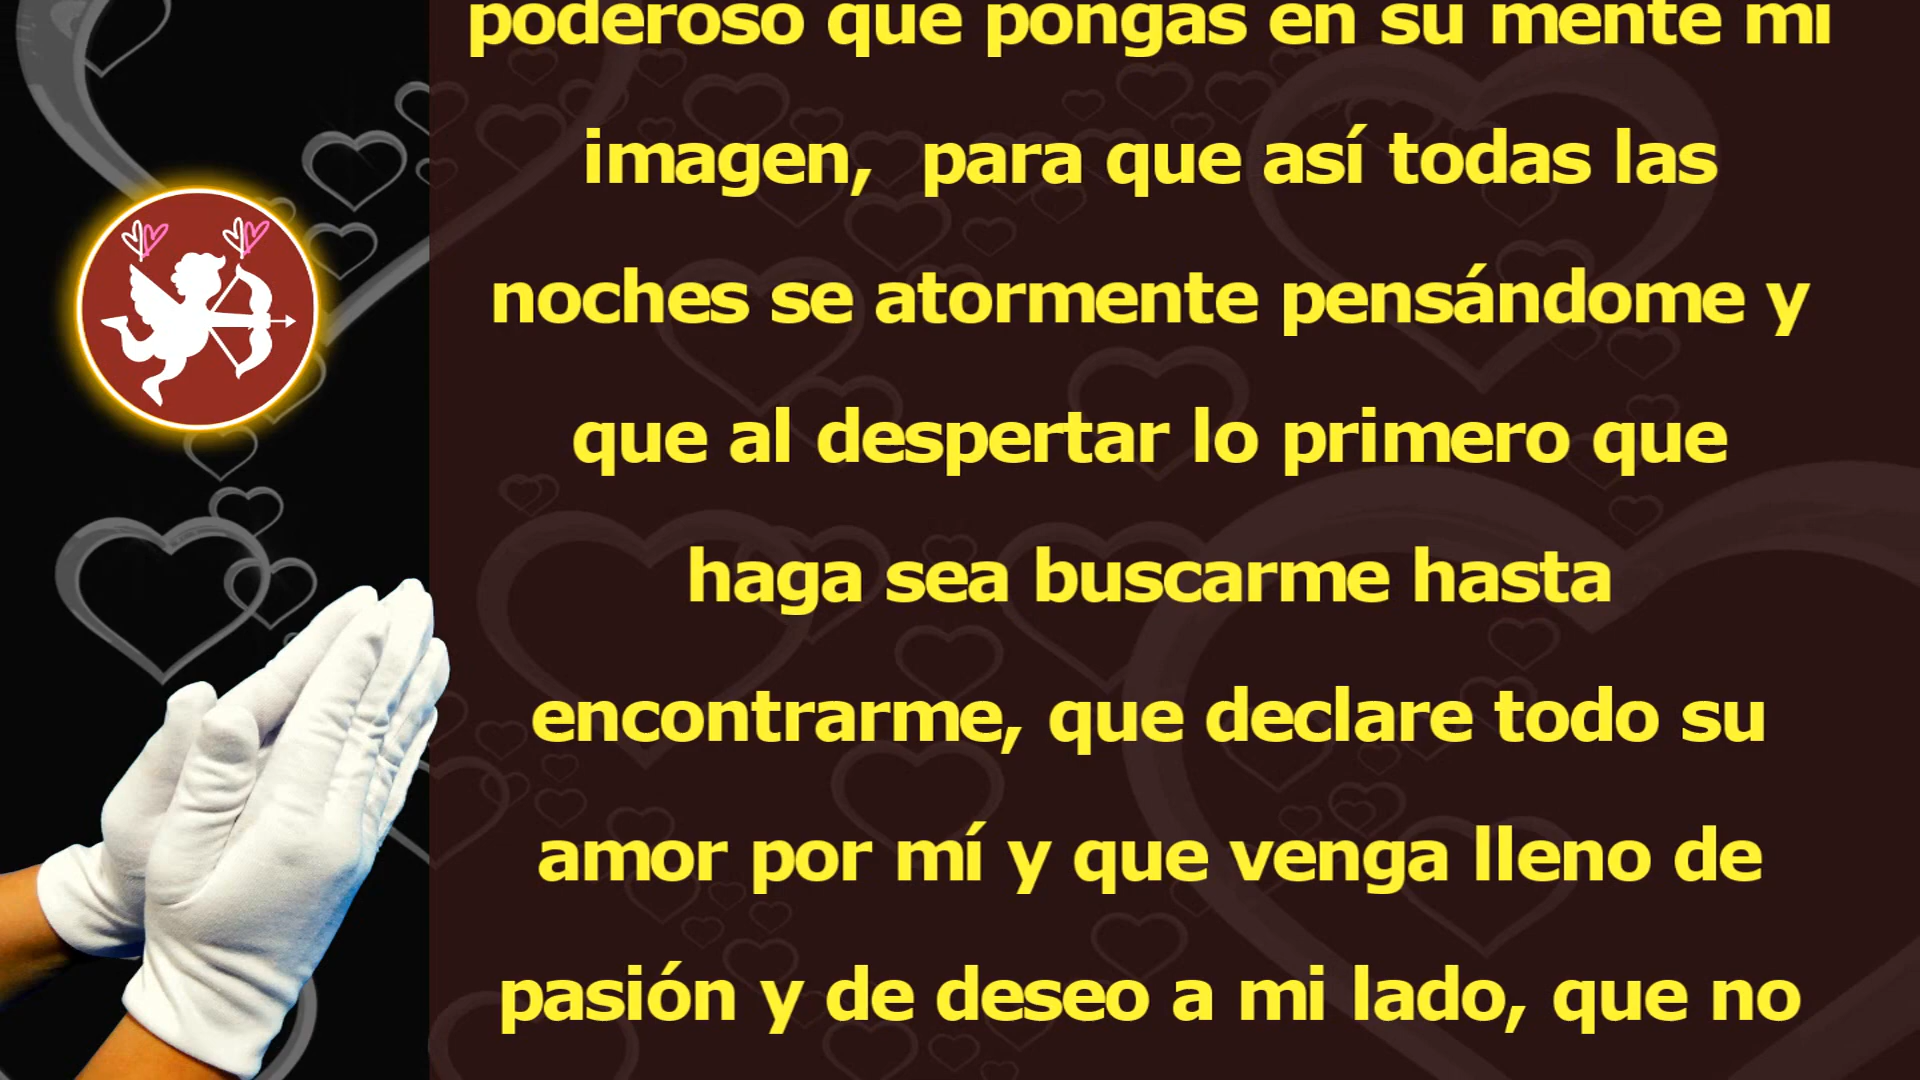 poderoso que pongas en su mente mi
imagen,  para que así todas las
noches se atormente pensándome y
que al despertar lo primero que
haga sea buscarme hasta
encontrarme, que declare todo su
amor por mí y que venga lleno de
pasión y de deseo a mi lado, que no